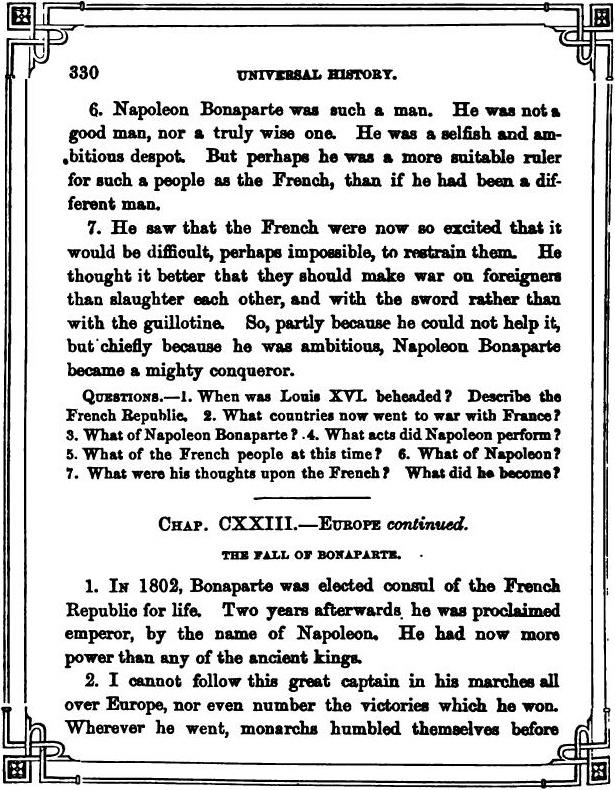 330 UNIVERSAL HISTORY.
6. Napoleon Bonaparte was such a man. He was not a
good man, nor a truly wise one. He was a selfish and am-
bitious despot. But perhaps he was a more suitable ruler
for such a people as the French, than if he had been a dif-
ferent man.
7. He saw that the French were now so excited that it
would be difficult, perhaps impossible, to restrain them. He
thought it better that they should make war on foreigners
than slaughter each other, and with the sword rather than
with the guillotine. So, partly because he could not help it,
but chiefly because he was ambitious, Napoleon Bonaparte
became a mighty conqueror.
QUESTIONS.—1. When was Louis XVI. beheaded? Describe the
French Republic. 2. What countries now went to war with France?
3. What of Napoleon Bonaparte? 4. What acts did Napoleon perform?
5. What of the French people at this time? 6. What of Napoleon?
7. What were his thoughts upon the French? What did he become?
CHAP. CXXIII.—EUROPE continued.
THE FALL OF BONAPARTE.
1. IN 1802, Bonaparte was elected consul of the French
Republic for life. Two years afterwards he was proclaimed
emperor, by the name of Napoleon. He had now more
power than any of the ancient kings.
2. I cannot follow this great captain in his marches all
over Europe, nor even number the victories which he won.
Wherever he went, monarchs humbled themselves before